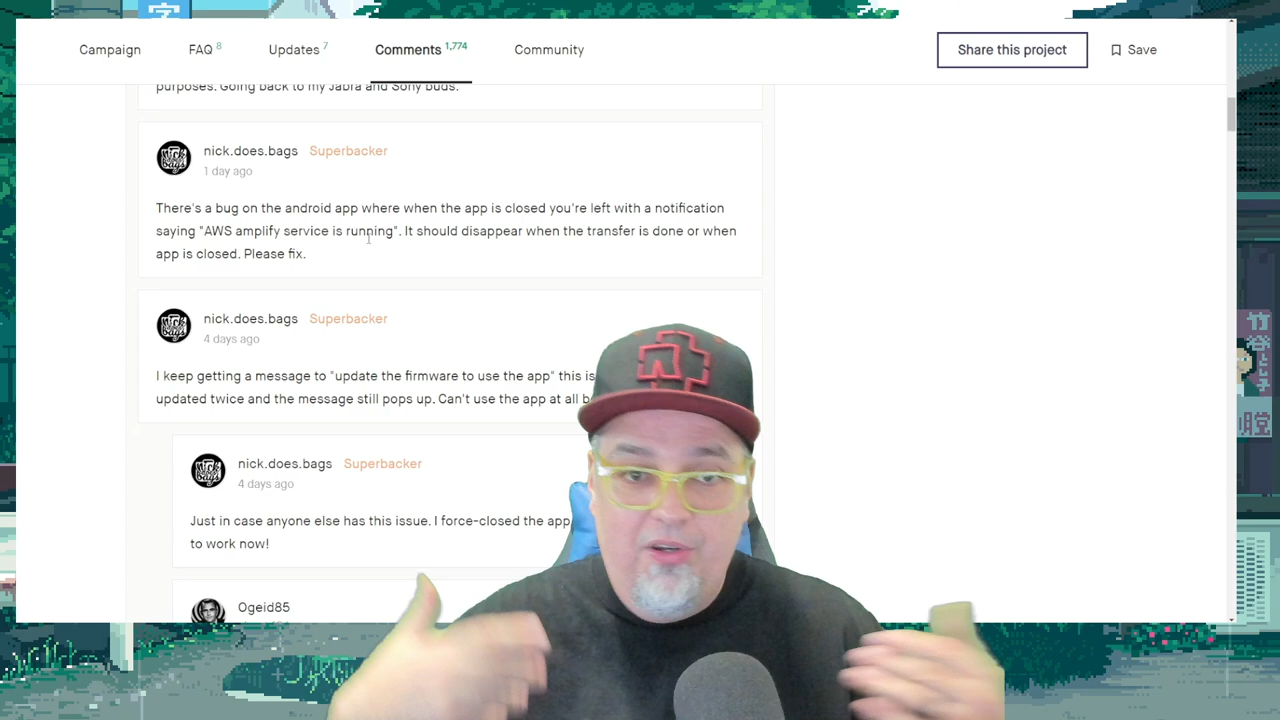 字
Campaign
FAQ 8
Updates 7
Comments 1,774
Community
Share this project
Save
purposes. Going back to my Jabra and Sony buds.
nick.does.bags Superbacker
1 day ago
There's a bug on the android app where when the app is closed you're left with a notification
saying "AWS amplify service is running". It should disappear when the transfer is done or when
app is closed. Please fix.
nick.does.bags Superbacker
4 days ago
I keep getting a message to "update the firmware to use the app" this is
updated twice and the message still pops up. Can't use the app at all
nick.does.bags Superbacker
4 days ago
Just in case anyone else has this issue. I force-closed the app,
to work now!
Ogeid85